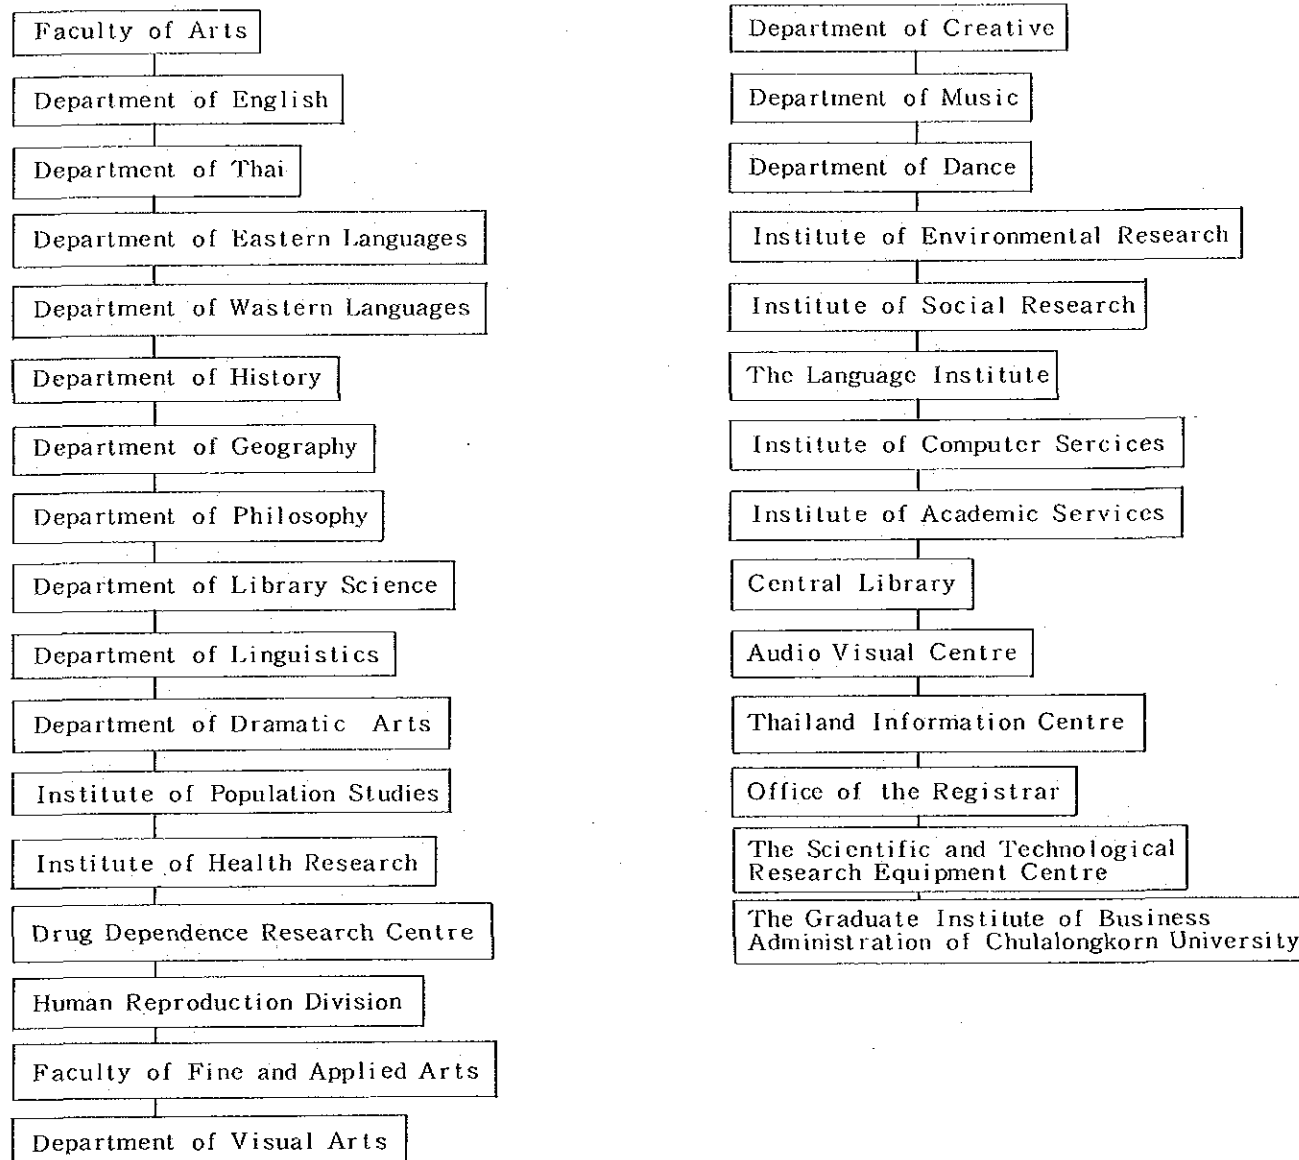 Faculty of Arts
Department of English
Department of Thai
Department of Eastern Languages
Department of Wastern Languages
Department of History
Department of Geography
Department of Philosophy
Department of Library Science
Department of Linguistics
Department of Dramatic Arts
Institute of Population Studies
Institute of Health Research
Drug Dependence Research Centre
Human Reproduction Division
Faculty of Fine and Applied Arts
Department of Visual Arts
Department of Creative
Department of Music
Department of Dance
Institute of Environmental Research
Institute of Social Research
The Language Institute
Institute of Computer Sercices
Institute of Academic Services
Central Library
Audio Visual Centre
Thailand Information Centre
Office of the Registrar
The Scientific and Technological
Research Equipment Centre
The Graduate Institute of Business
Administration of Chulalongkorn University